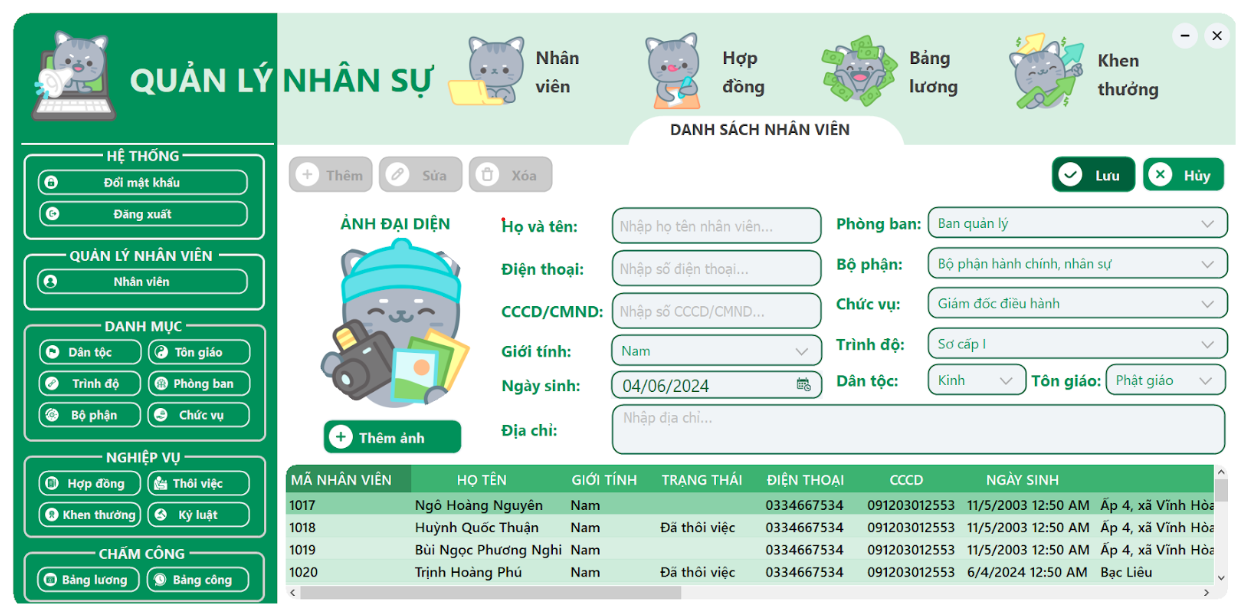 QUẢN LÝ NHÂN SỰ
Nhân viên
Hợp đồng
Bảng lương
Khen thưởng
DANH SÁCH NHÂN VIÊN
HỆ THỐNG
Đổi mật khẩu
Đăng xuất
QUẢN LÝ NHÂN VIÊN
Nhân viên
DANH MỤC
Dân tộc
Tôn giáo
Trình độ
Phòng ban
Bộ phận
Chức vụ
NGHIỆP VỤ
Hợp đồng
Thôi việc
Khen thưởng
Kỷ luật
CHẤM CÔNG
Bảng lương
Bảng công
Thêm
Sửa
Xóa
Lưu
Hủy
ẢNH ĐẠI DIỆN
Thêm ảnh
Họ và tên: Nhập họ tên nhân viên...
Điện thoại: Nhập số điện thoại...
CCCD/CMND: Nhập số CCCD/CMND...
Giới tính: Nam
Ngày sinh: 04/06/2024
Địa chỉ: Nhập địa chỉ...
Phòng ban: Ban quản lý
Bộ phận: Bộ phận hành chính, nhân sự
Chức vụ: Giám đốc điều hành
Trình độ: Sơ cấp I
Dân tộc: Kinh Tôn giáo: Phật giáo
MÃ NHÂN VIÊN HỌ TÊN GIỚI TÍNH TRẠNG THÁI ĐIỆN THOẠI CCCD NGÀY SINH
1017 Ngô Hoàng Nguyên Nam 0334667534 091203012553 11/5/2003 12:50 AM Ấp 4, xã Vĩnh Hòa
1018 Huỳnh Quốc Thuận Nam Đã thôi việc 0334667534 091203012553 11/5/2003 12:50 AM Ấp 4, xã Vĩnh Hòa
1019 Bùi Ngọc Phương Nghi Nam 0334667534 091203012553 11/5/2003 12:50 AM Ấp 4, xã Vĩnh Hòa
1020 Trịnh Hoàng Phú Nam Đã thôi việc 0334667534 091203012553 6/4/2024 12:50 AM Bạc Liêu